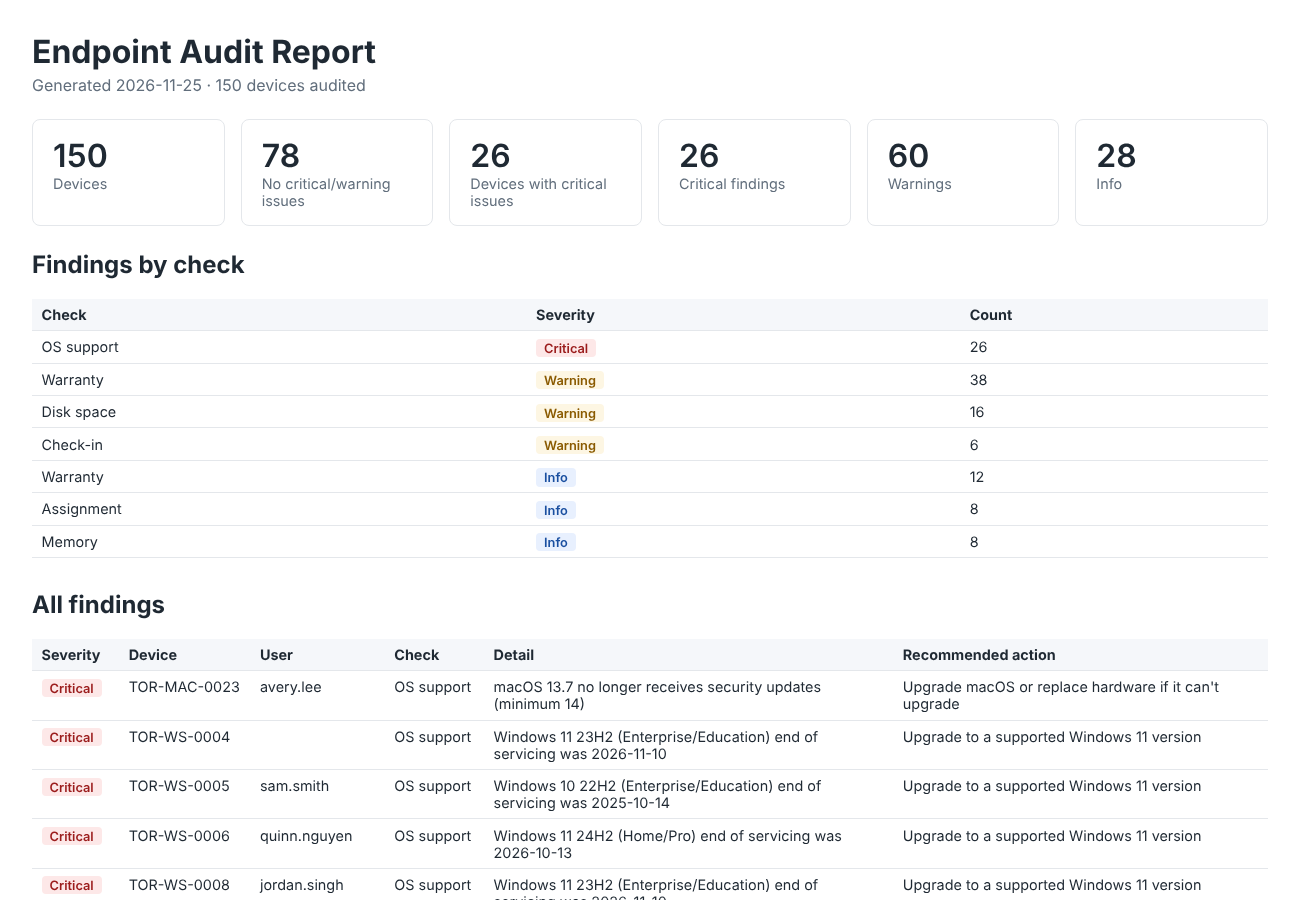 Endpoint Audit Report
Generated 2026-11-25 · 150 devices audited
150
Devices
78
No critical/warning
issues
26
Devices with critical
issues
26
Critical findings
60
Warnings
28
Info
Findings by check
Check Severity Count
OS support Critical 26
Warranty Warning 38
Disk space Warning 16
Check-in Warning 6
Warranty Info 12
Assignment Info 8
Memory Info 8
All findings
Severity Device User Check Detail Recommended action
Critical TOR-MAC-0023 avery.lee OS support macOS 13.7 no longer receives security updates Upgrade macOS or replace hardware if it can't
(minimum 14) upgrade
Critical TOR-WS-0004 OS support Windows 11 23H2 (Enterprise/Education) end of Upgrade to a supported Windows 11 version
servicing was 2026-11-10
Critical TOR-WS-0005 sam.smith OS support Windows 10 22H2 (Enterprise/Education) end of Upgrade to a supported Windows 11 version
servicing was 2025-10-14
Critical TOR-WS-0006 quinn.nguyen OS support Windows 11 24H2 (Home/Pro) end of servicing was Upgrade to a supported Windows 11 version
2026-10-13
Critical TOR-WS-0008 jordan.singh OS support Windows 11 23H2 (Enterprise/Education) end of Upgrade to a supported Windows 11 version
servicing was 2026-11-10